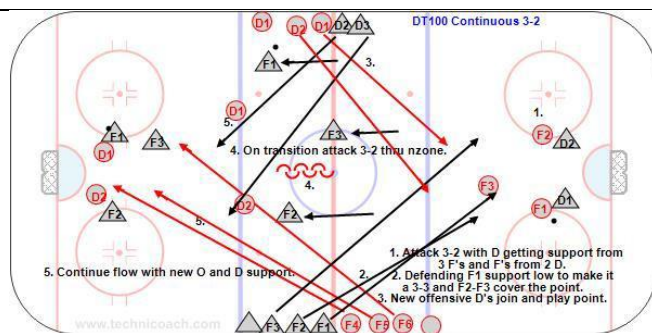 DT100 Continuous 3-2
D1
D2
D1
D2
D3
F1
3.
D1
5.
1.
F1
F3
F3
F2
D2
D1
4. On transition attack 3-2 thru nzone.
4.
D2
F2
D2
F2
F3
F1
D1
5.
1. Attack 3-2 with D getting support from
3 F's and F's from 2 D.
5. Continue flow with new O and D support.
2.
2. Defending F1 support low to make it
a 3-3 and F2-F3 cover the point.
3. New offensive D's join and play point.
www.technicoach.com
F3
F2
F1
F4
F5
F6